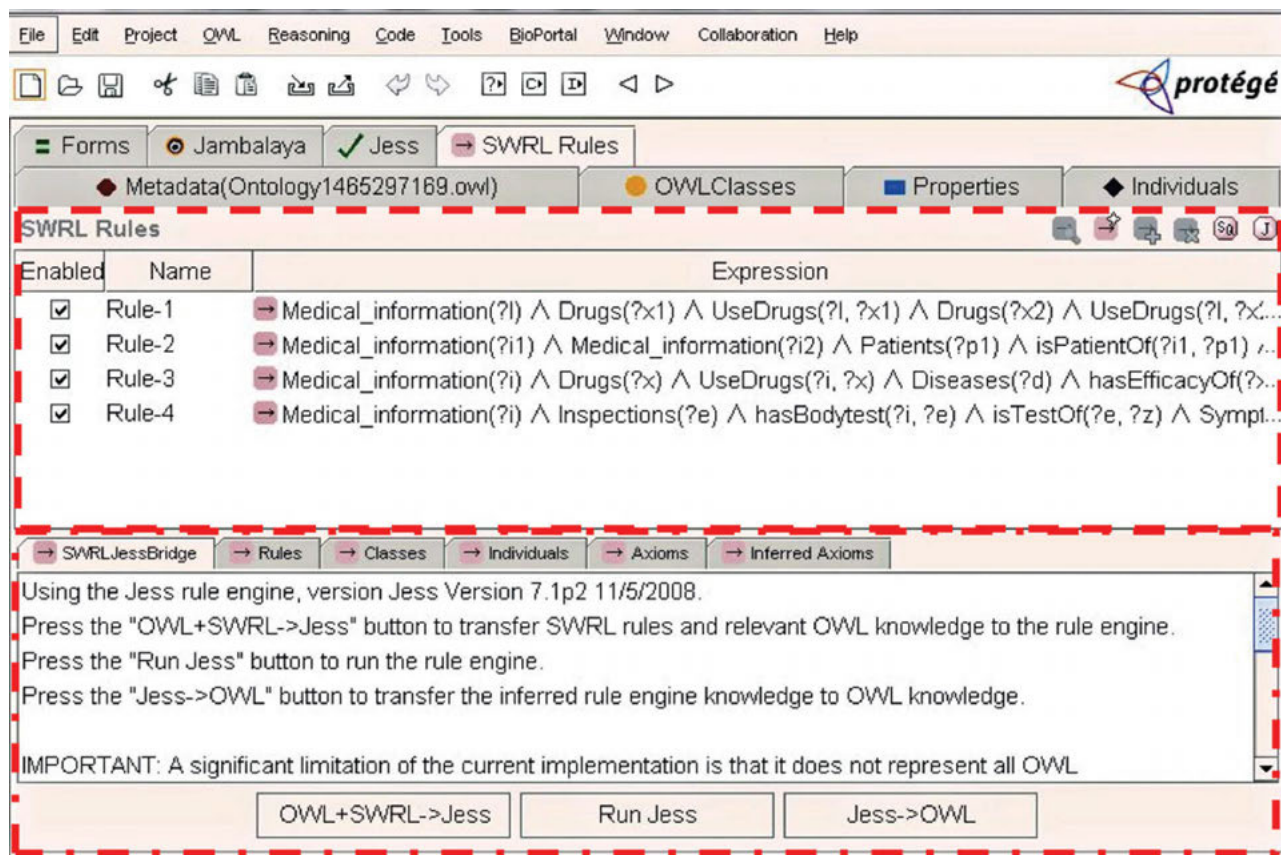 File Edit Project OWL Reasoning Code Tools BioPortal Window Collaboration Help
protégé
Forms Jambalaya Jess SWRL Rules
Metadata(Ontology1465297169.owl) OWLClasses Properties Individuals
SWRL Rules
Enabled Name Expression
Rule-1 Medical_information(?I) ∧ Drugs(?x1) ∧ UseDrugs(?I, ?x1) ∧ Drugs(?x2) ∧ UseDrugs(?I, ?x2...
Rule-2 Medical_information(?i1) ∧ Medical_information(?i2) ∧ Patients(?p1) ∧ isPatientOf(?i1, ?p1) ∧...
Rule-3 Medical_information(?i) ∧ Drugs(?x) ∧ UseDrugs(?i, ?x) ∧ Diseases(?d) ∧ hasEfficacyOf(?x...
Rule-4 Medical_information(?i) ∧ Inspections(?e) ∧ hasBodytest(?i, ?e) ∧ isTestOf(?e, ?z) ∧ Sympt...
SWRLJessBridge Rules Classes Individuals Axioms Inferred Axioms
Using the Jess rule engine, version Jess Version 7.1p2 11/5/2008.
Press the "OWL+SWRL->Jess" button to transfer SWRL rules and relevant OWL knowledge to the rule engine.
Press the "Run Jess" button to run the rule engine.
Press the "Jess->OWL" button to transfer the inferred rule engine knowledge to OWL knowledge.
IMPORTANT: A significant limitation of the current implementation is that it does not represent all OWL
OWL+SWRL->Jess Run Jess Jess->OWL